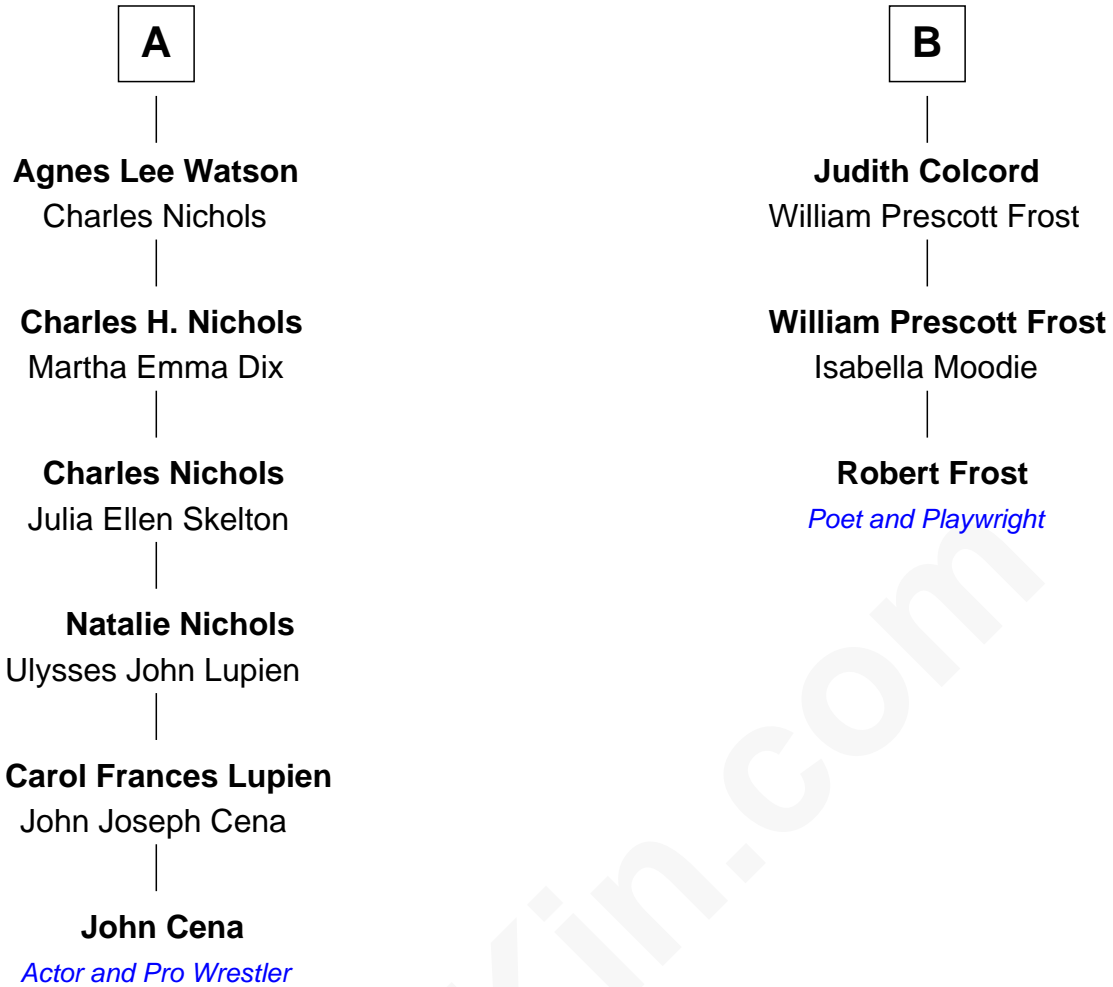 A
Agnes Lee Watson
Charles Nichols
Charles H. Nichols
Martha Emma Dix
Charles Nichols
Julia Ellen Skelton
Natalie Nichols
Ulysses John Lupien
Carol Frances Lupien
John Joseph Cena
John Cena
Actor and Pro Wrestler
B
Judith Colcord
William Prescott Frost
William Prescott Frost
Isabella Moodie
Robert Frost
Poet and Playwright
Kin.com